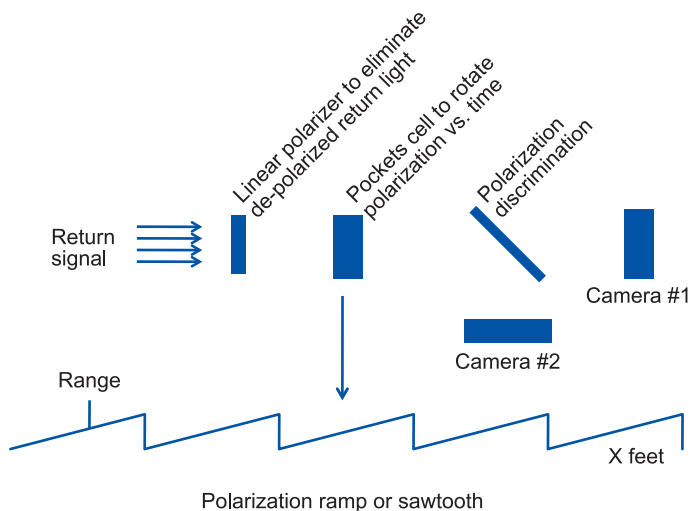 Linear polarizer to eliminate
de-polarized return light
Pockets cell to rotate
polarization vs. time
Polarization
discrimination
Return
signal
Camera #1
Camera #2
Range
X feet
Polarization ramp or sawtooth